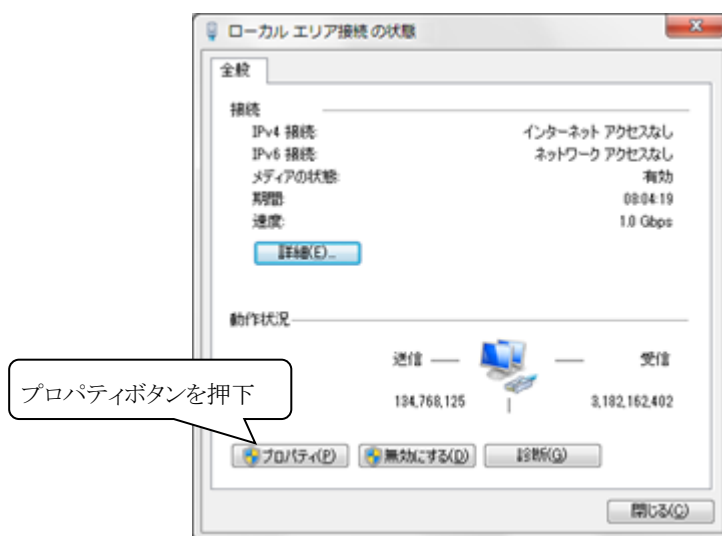 ローカル エリア接続 の状態
全般
接続
IPv4 接続: インターネット アクセスなし
IPv6 接続: ネットワーク アクセスなし
メディアの状態: 有効
期間: 08:04:19
速度: 1.0 Gbps
詳細(E)...
動作状況
送信 受信
134,768,125 3,182,162,402
プロパティボタンを押下
プロパティ(P) 無効にする(D) 診断(G)
閉じる(C)